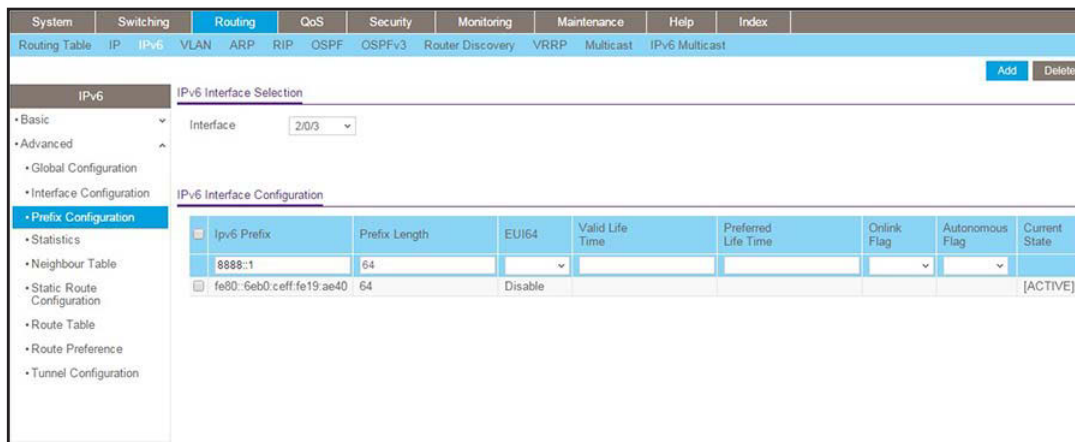 System Switching Routing QoS Security Monitoring Maintenance Help Index
Routing Table IP IPv6 VLAN ARP RIP OSPF OSPFv3 Router Discovery VRRP Multicast IPv6 Multicast
Add Delete
IPv6
• Basic
• Advanced
• Global Configuration
• Interface Configuration
• Prefix Configuration
• Statistics
• Neighbour Table
• Static Route
Configuration
• Route Table
• Route Preference
• Tunnel Configuration
IPv6 Interface Selection
Interface 2/0/3
IPv6 Interface Configuration
Ipv6 Prefix Prefix Length EUI64 Valid Life Time Preferred Life Time Onlink Flag Autonomous Flag Current State
8888::1 64
fe80::6eb0:ceff:fe19:ae40 64 Disable [ACTIVE]